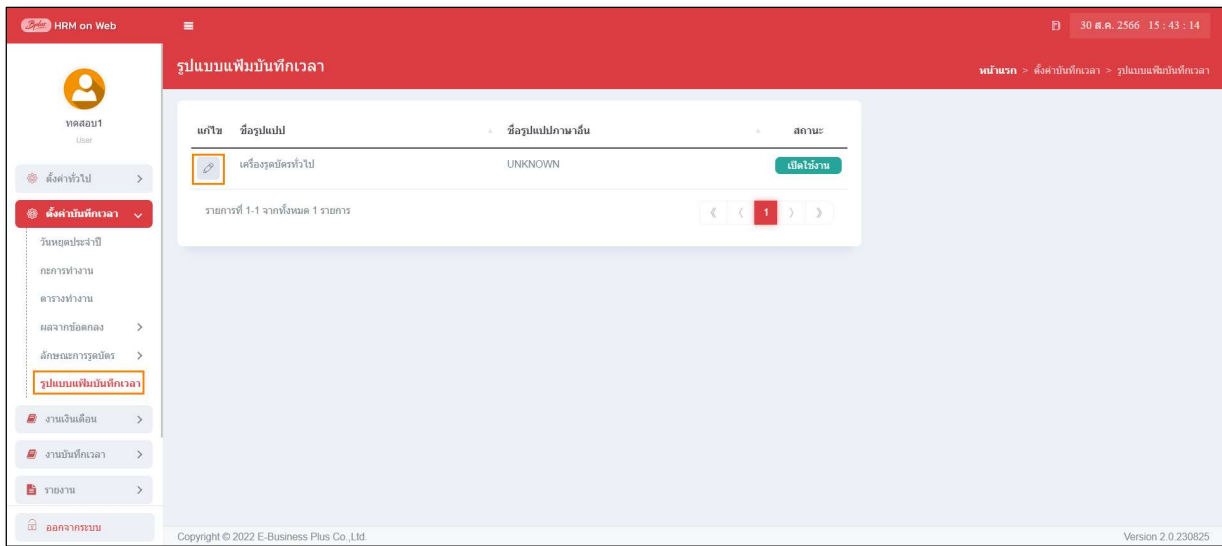 Bplus HRM on Web
30 ส.ค. 2566 15 : 43 : 14
รูปแบบแฟ้มบันทึกเวลา
หน้าแรก > ตั้งค่าบันทึกเวลา > รูปแบบแฟ้มบันทึกเวลา
ทดสอบ1
User
ตั้งค่าทั่วไป
ตั้งค่าบันทึกเวลา
วันหยุดประจำปี
กะการทำงาน
ตารางทำงาน
ผลจากข้อตกลง
ลักษณะการรูดบัตร
รูปแบบแฟ้มบันทึกเวลา
งานเงินเดือน
งานบันทึกเวลา
รายงาน
ออกจากระบบ
แก้ไข ชื่อรูปแบบ ชื่อรูปแบบภาษาอื่น สถานะ
เครื่องรูดบัตรทั่วไป UNKNOWN เปิดใช้งาน
รายการที่ 1-1 จากทั้งหมด 1 รายการ
1
Copyright © 2022 E-Business Plus Co.,Ltd.
Version 2.0.230825